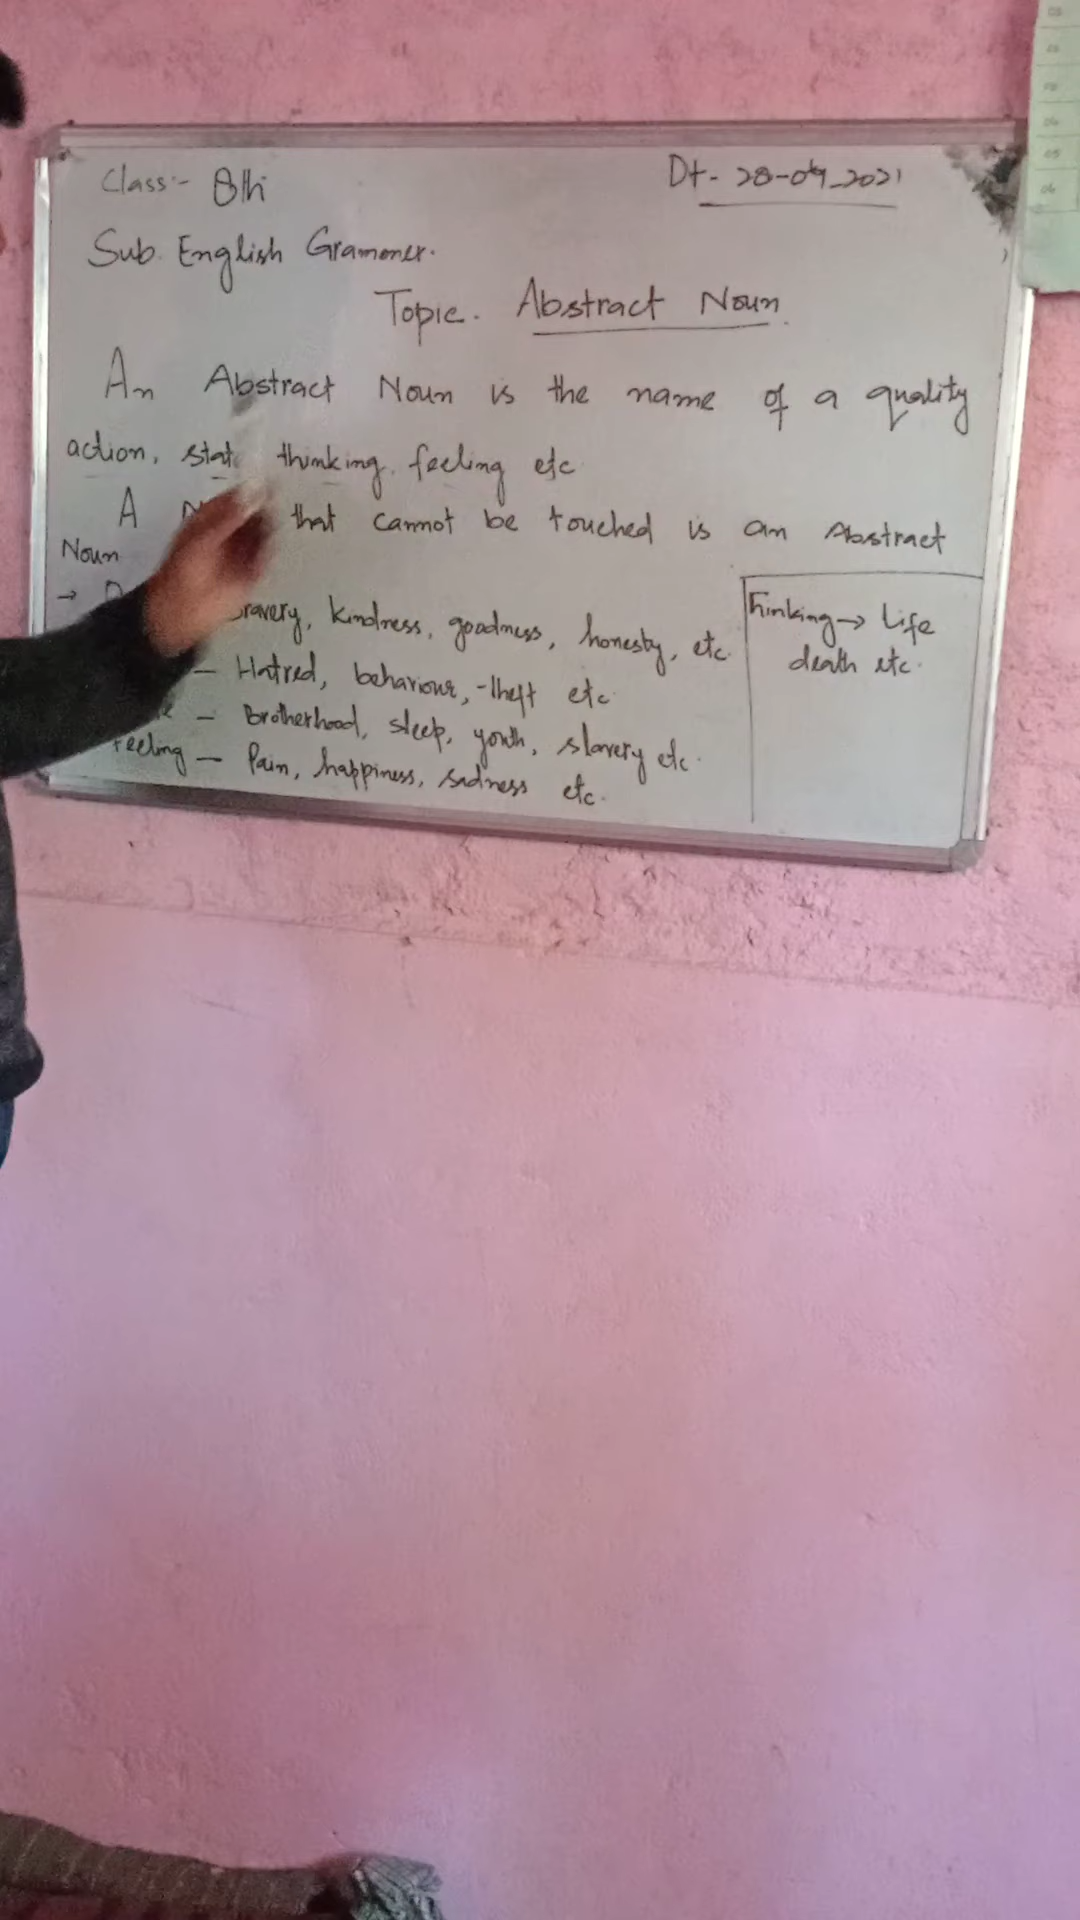 Class:- 8th
Dt- 28-04-2021
Sub. English Grammer.
Topic. Abstract Noun.
An Abstract Noun is the name of a quality
action, stat thinking, feeling etc
A that cannot be touched is an Abstract
Noun
→ bravery, kindness, goodness, honesty, etc.
— Hatred, behaviour, theft etc
— Brotherhood, sleep, youth, slavery etc.
Feeling — Pain, happiness, sadness etc.
Thinking → Life
death etc.